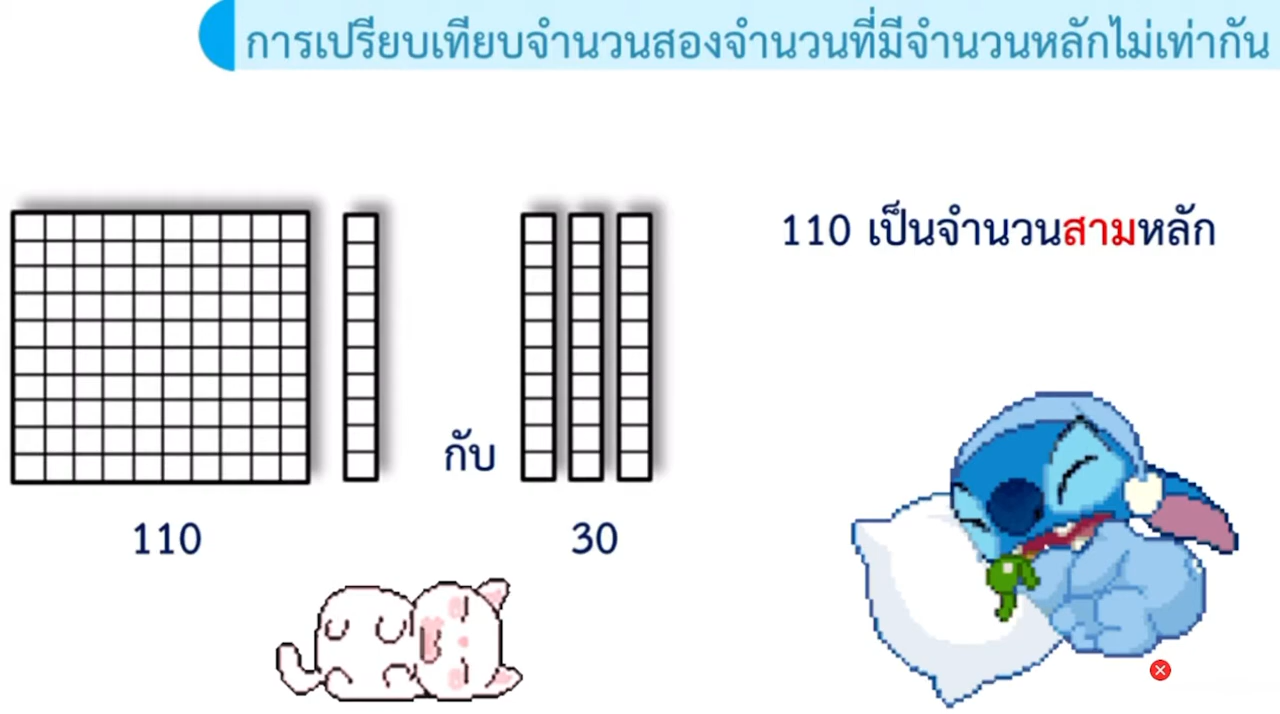 การเปรียบเทียบจำนวนสองจำนวนที่มีจำนวนหลักไม่เท่ากัน
110 เป็นจำนวนสามหลัก
กับ
110
30